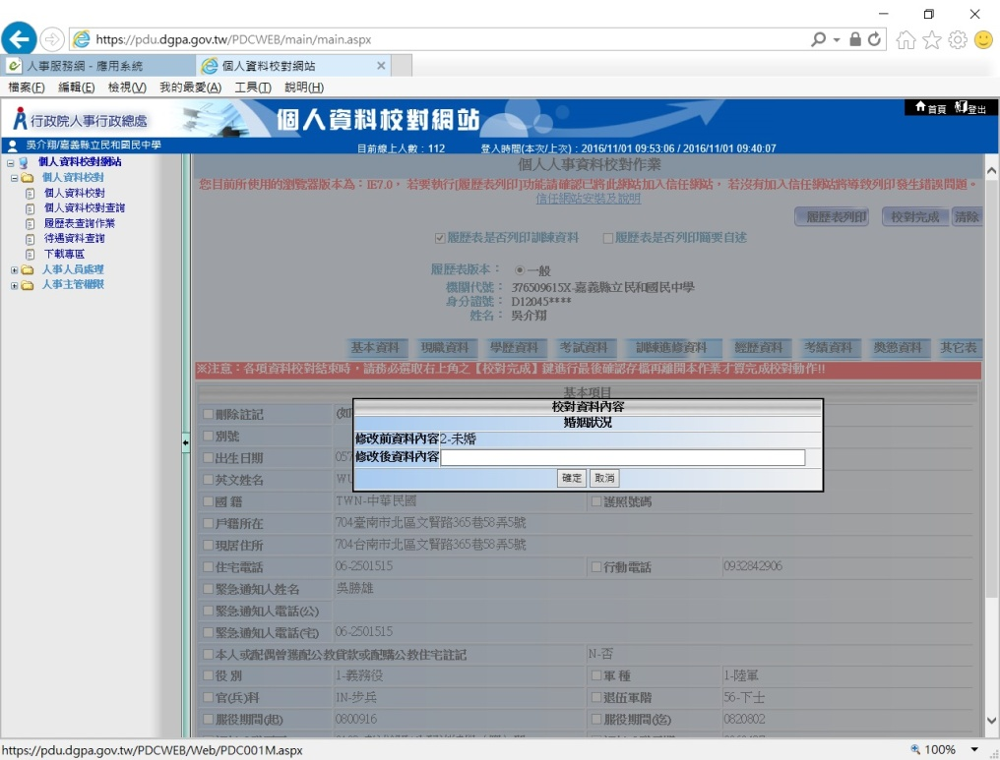 https://pdu.dgpa.gov.tw/PDCWEB/main/main.aspx
人事服務網 - 應用系統
個人資料校對網站
檔案(F) 編輯(E) 檢視(V) 我的最愛(A) 工具(T) 說明(H)
行政院人事行政總處
個人資料校對網站
首頁 登出
吳介翔/嘉義縣立民和國民中學
目前線上人數：112 登入時間(本次/上次)：2016/11/01 09:53:06 / 2016/11/01 09:40:07
個人資料校對網站
個人資料校對
個人資料校對
個人資料校對查詢
履歷表查詢作業
待遇資料查詢
下載專區
人事人員處理
人事主管權限
個人人事資料校對作業
您目前所使用的瀏覽器版本為：IE7.0， 若要執行[履歷表列印]功能請確認已將此網站加入信任網站， 若沒有加入信任網站將導致列印發生錯誤問題。
信任網站安裝及說明
履歷表列印 校對完成 清除
履歷表是否列印訓練資料 履歷表是否列印簡要自述
履歷表版本： 一般
機關代號： 376509615X-嘉義縣立民和國民中學
身分證號： D12045****
姓名： 吳介翔
基本資料 現職資料 學歷資料 考試資料 訓練進修資料 經歷資料 考績資料 獎懲資料 其它表
※注意：各項資料校對結束時，請務必選取右上角之【校對完成】鍵進行最後確認存檔再離開本作業才算完成校對動作!!
基本項目
校對資料內容
婚姻狀況
修改前資料內容2-未婚
修改後資料內容
確定 取消
刪除註記
別號
出生日期 057
英文姓名 WU
國籍 TWN-中華民國 護照號碼
戶籍所在 704臺南市北區文賢路365巷58弄5號
現居住所 704台南市北區文賢路365巷58弄5號
住宅電話 06-2501515 行動電話 0932842906
緊急通知人姓名 吳勝雄
緊急通知人電話(公)
緊急通知人電話(宅) 06-2501515
本人或配偶曾獲配公教貸款或配購公教住宅註記 N-否
役別 1-義務役 軍種 1-陸軍
官(兵)科 IN-步兵 退伍軍階 56-下士
服役期間(起) 0800916 服役期間(迄) 0820802
https://pdu.dgpa.gov.tw/PDCWEB/Web/PDC001M.aspx
100%